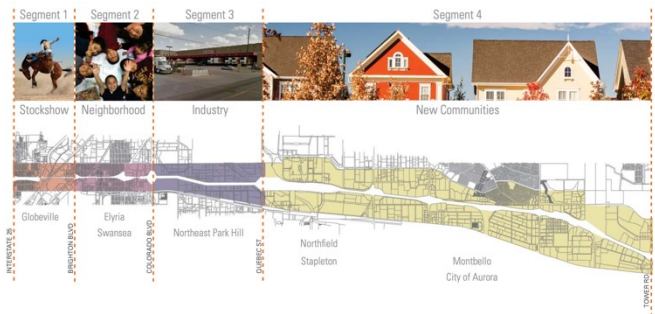 Segment 1
Segment 2
Segment 3
Segment 4
Stockshow
Neighborhood
Industry
New Communities
Globeville
Elyria
Swansea
Northeast Park Hill
Northfield
Stapleton
Montbello
City of Aurora
INTERSTATE 25
BRIGHTON BLVD
COLORADO BLVD
QUEBEC ST
TOWER RD